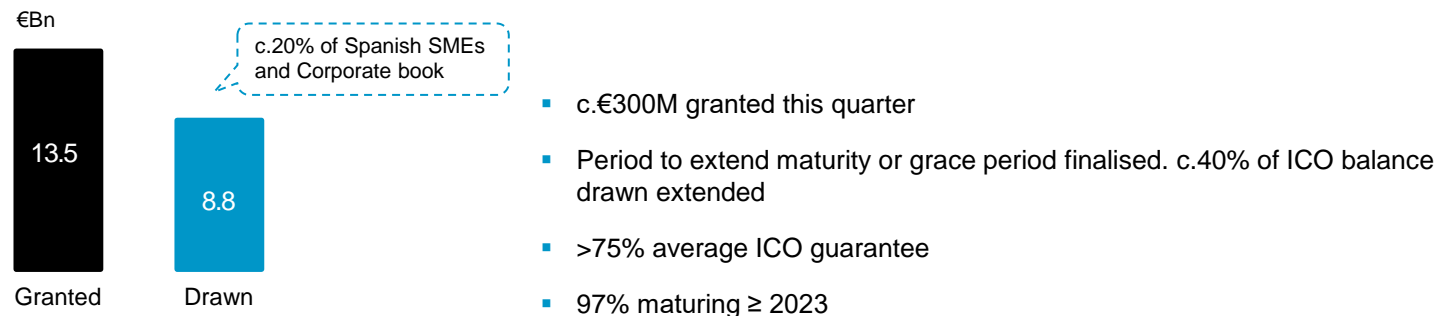 €Bn
c.20% of Spanish SMEs
and Corporate book
13.5
8.8
Granted
Drawn
▪ c.€300M granted this quarter
▪ Period to extend maturity or grace period finalised. c.40% of ICO balance
drawn extended
▪ >75% average ICO guarantee
▪ 97% maturing ≥ 2023